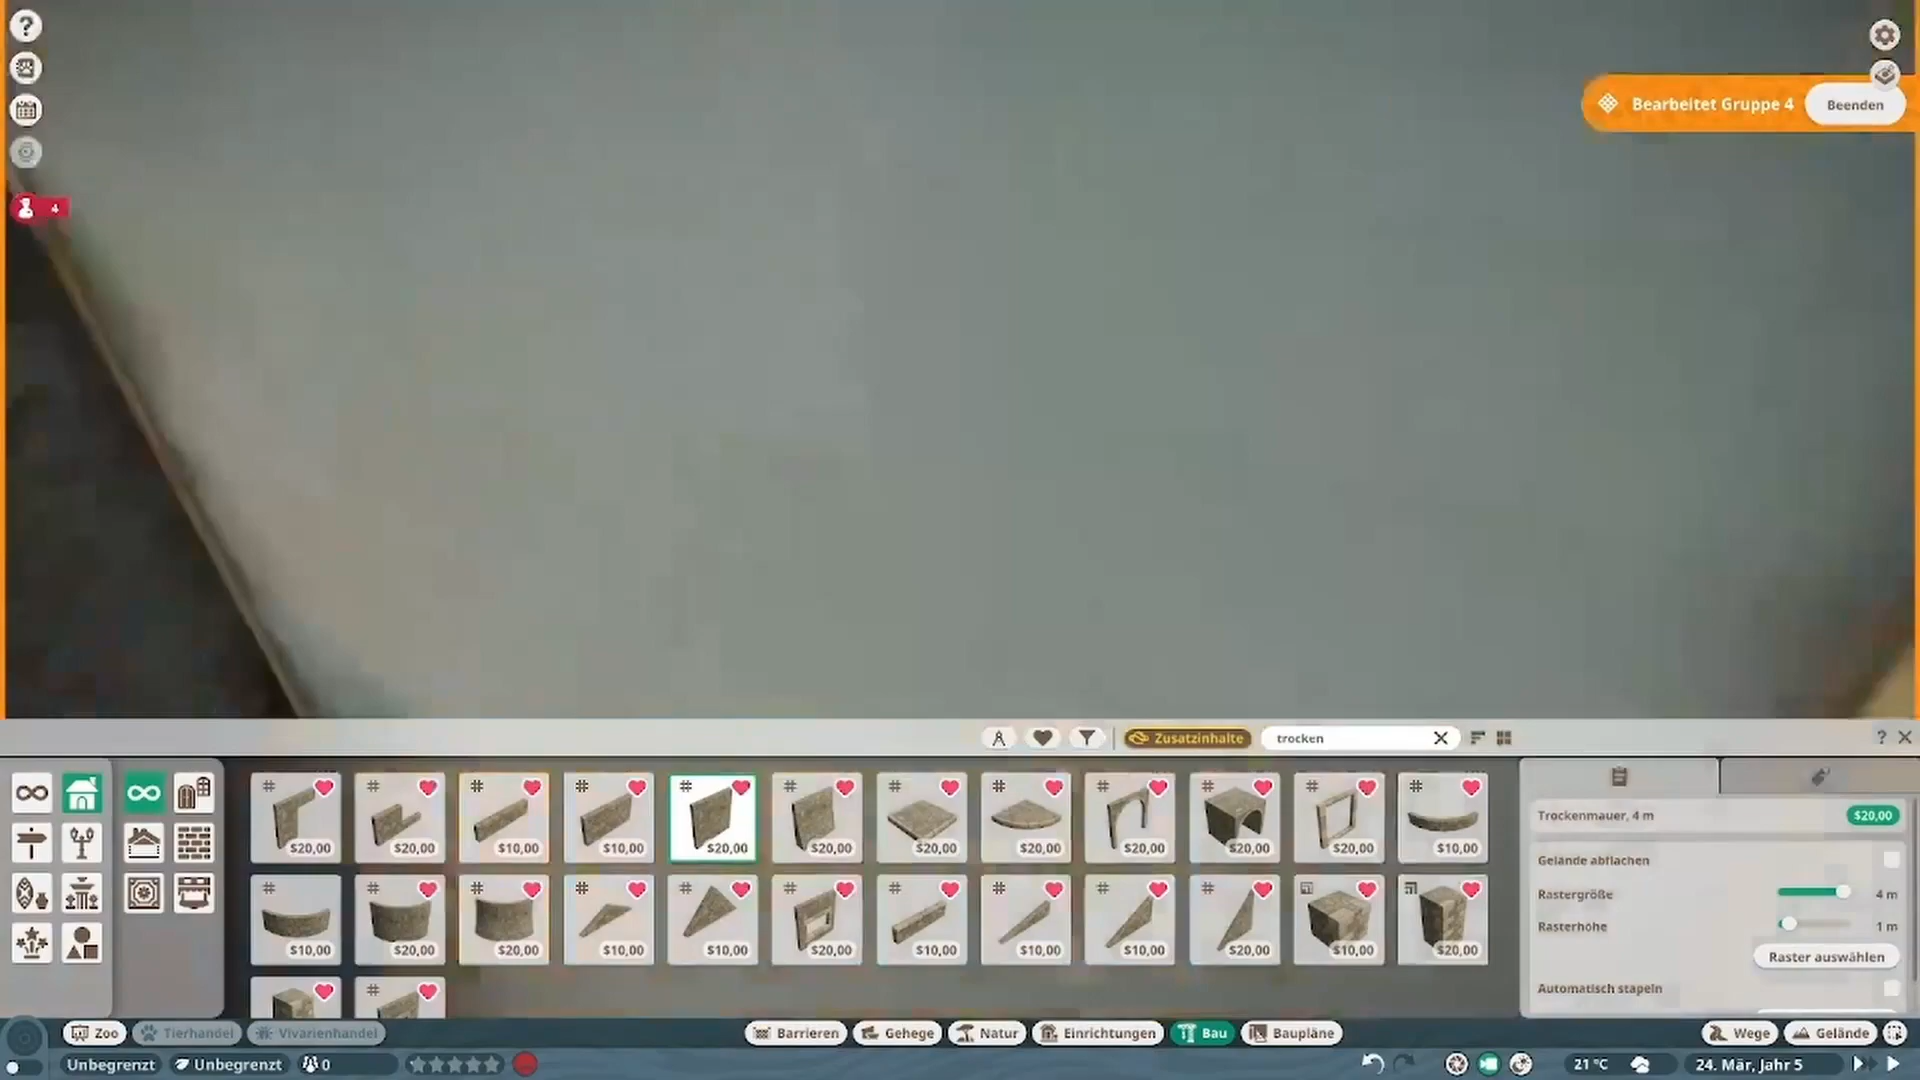 Bearbeitet Gruppe 4
Beenden
4
Zusatzinhalte
trocken
$20,00
$20,00
$10,00
$10,00
$20,00
$20,00
$20,00
$20,00
$20,00
$20,00
$20,00
$10,00
$10,00
$20,00
$20,00
$10,00
$10,00
$20,00
$10,00
$10,00
$10,00
$20,00
$10,00
$20,00
Trockenmauer, 4 m
$20,00
Gelände abflachen
Rastergröße
4 m
Rasterhöhe
1 m
Raster auswählen
Automatisch stapeln
Zoo
Tierhandel
Vivarienhandel
Barrieren
Gehege
Natur
Einrichtungen
Bau
Baupläne
Wege
Gelände
Unbegrenzt
Unbegrenzt
0
21 °C
24. Mär, Jahr 5